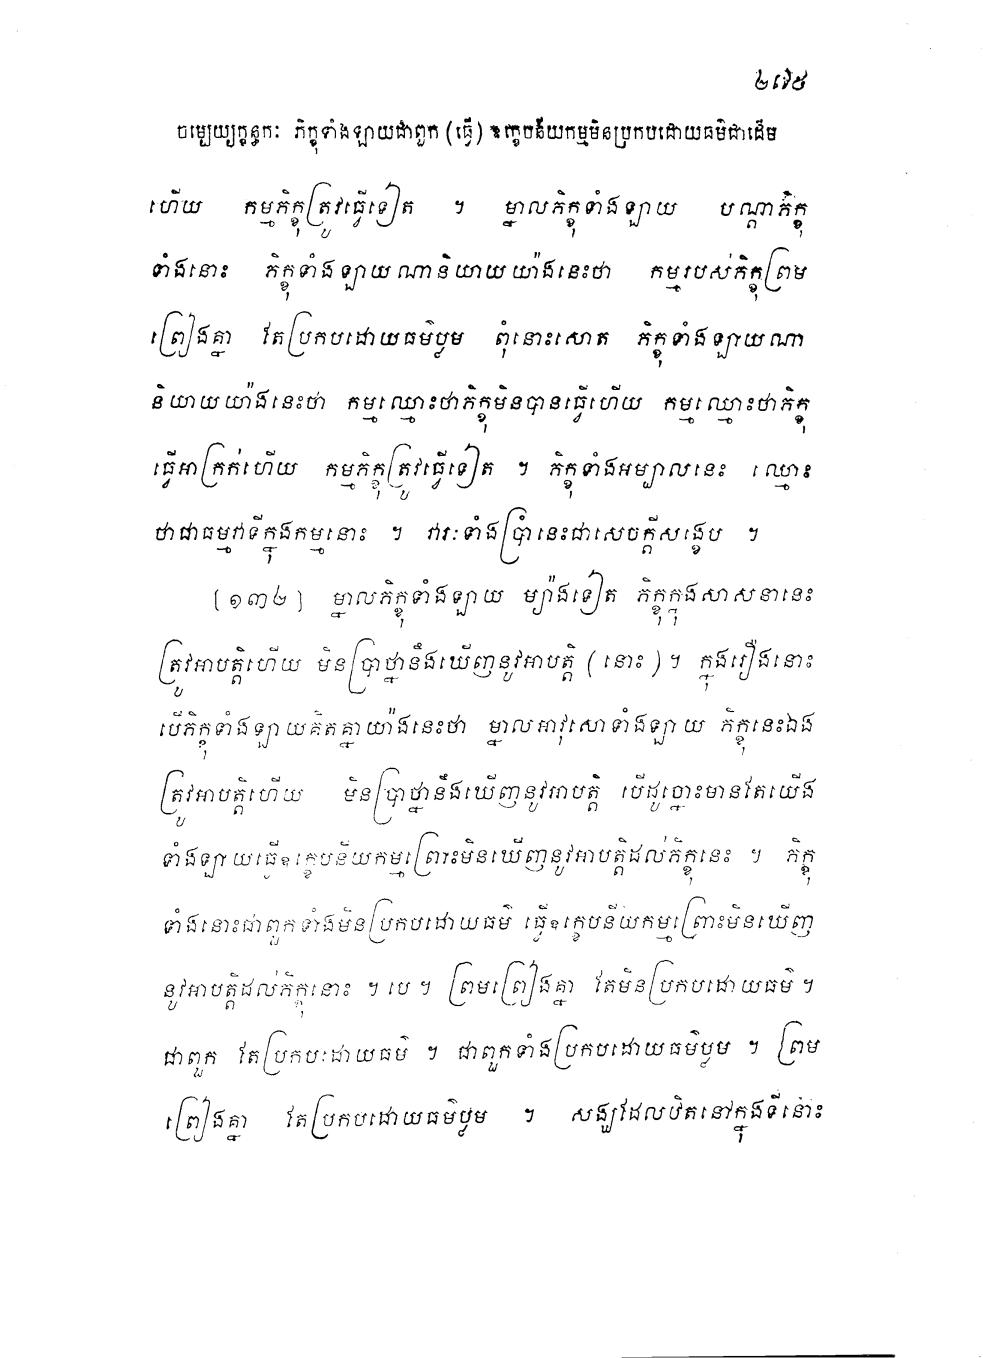 ២៧៥
ចម្បេយ្យក្ខន្ធកៈ ភិក្ខុទាំងឡាយជាពួក (ធ្វើ) ឧក្ខេបនីយកម្មមិនប្រកបដោយធម៌ជាដើម
ហើយ កម្មភិក្ខុត្រូវធ្វើទៀត ។ ម្នាលភិក្ខុទាំងឡាយ បណ្តាភិក្ខុ
ទាំងនោះ ភិក្ខុទាំងឡាយណានិយាយយ៉ាងនេះថា កម្មរបស់ភិក្ខុព្រម
ព្រៀងគ្នា តែប្រកបដោយធម៌ប្លម ពុំនោះសោត ភិក្ខុទាំងឡាយណា
និយាយយ៉ាងនេះថា កម្មឈ្មោះថាភិក្ខុមិនបានធ្វើហើយ កម្មឈ្មោះថាភិក្ខុ
ធ្វើអាក្រក់ហើយ កម្មភិក្ខុត្រូវធ្វើទៀត ។ ភិក្ខុទាំងអម្បាលនេះ ឈ្មោះ
ថាជាធម្មវាទីក្នុងកម្មនោះ ។ វារៈទាំងប្រាំនេះជាសេចក្តីសង្ខេប ។
[១៣២] ម្នាលភិក្ខុទាំងឡាយ ម្យ៉ាងទៀត ភិក្ខុក្នុងសាសនានេះ
ត្រូវអាបត្តិហើយ មិនប្រាថ្នានឹងឃើញនូវអាបត្តិ (នោះ) ។ ក្នុងរឿងនោះ
បើភិក្ខុទាំងឡាយគិតគ្នាយ៉ាងនេះថា ម្នាលអាវុសោទាំងឡាយ ភិក្ខុនេះឯង
ត្រូវអាបត្តិហើយ មិនប្រាថ្នានឹងឃើញនូវអាបត្តិ បើដូច្នោះមានតែយើង
ទាំងឡាយធ្វើឧក្ខេបនីយកម្មព្រោះមិនឃើញនូវអាបត្តិដល់ភិក្ខុនេះ ។ ភិក្ខុ
ទាំងនោះជាពួកទាំងមិនប្រកបដោយធម៌ ធ្វើឧក្ខេបនីយកម្មព្រោះមិនឃើញ
នូវអាបត្តិដល់ភិក្ខុនោះ ។ បេ ។ ព្រមព្រៀងគ្នា តែមិនប្រកបដោយធម៌ ។
ជាពួក តែប្រកបដោយធម៌ ។ ជាពួកទាំងប្រកបដោយធម៌ប្លម ។ ព្រម
ព្រៀងគ្នា តែប្រកបដោយធម៌ប្លម ។ សង្ឃដែលឋិតនៅក្នុងទីនោះ